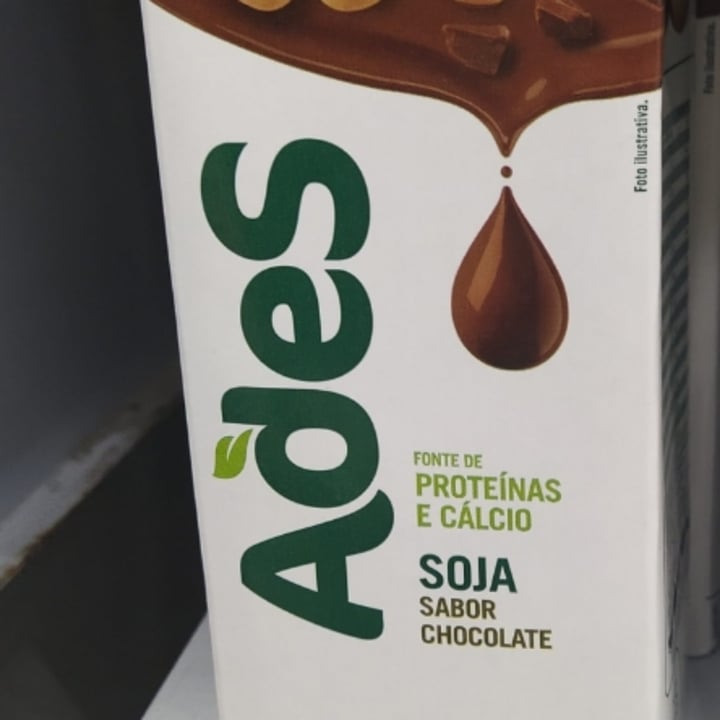 Foto ilustrativa.
AdeS
FONTE DE
PROTEÍNAS
E CÁLCIO
SOJA
SABOR
CHOCOLATE